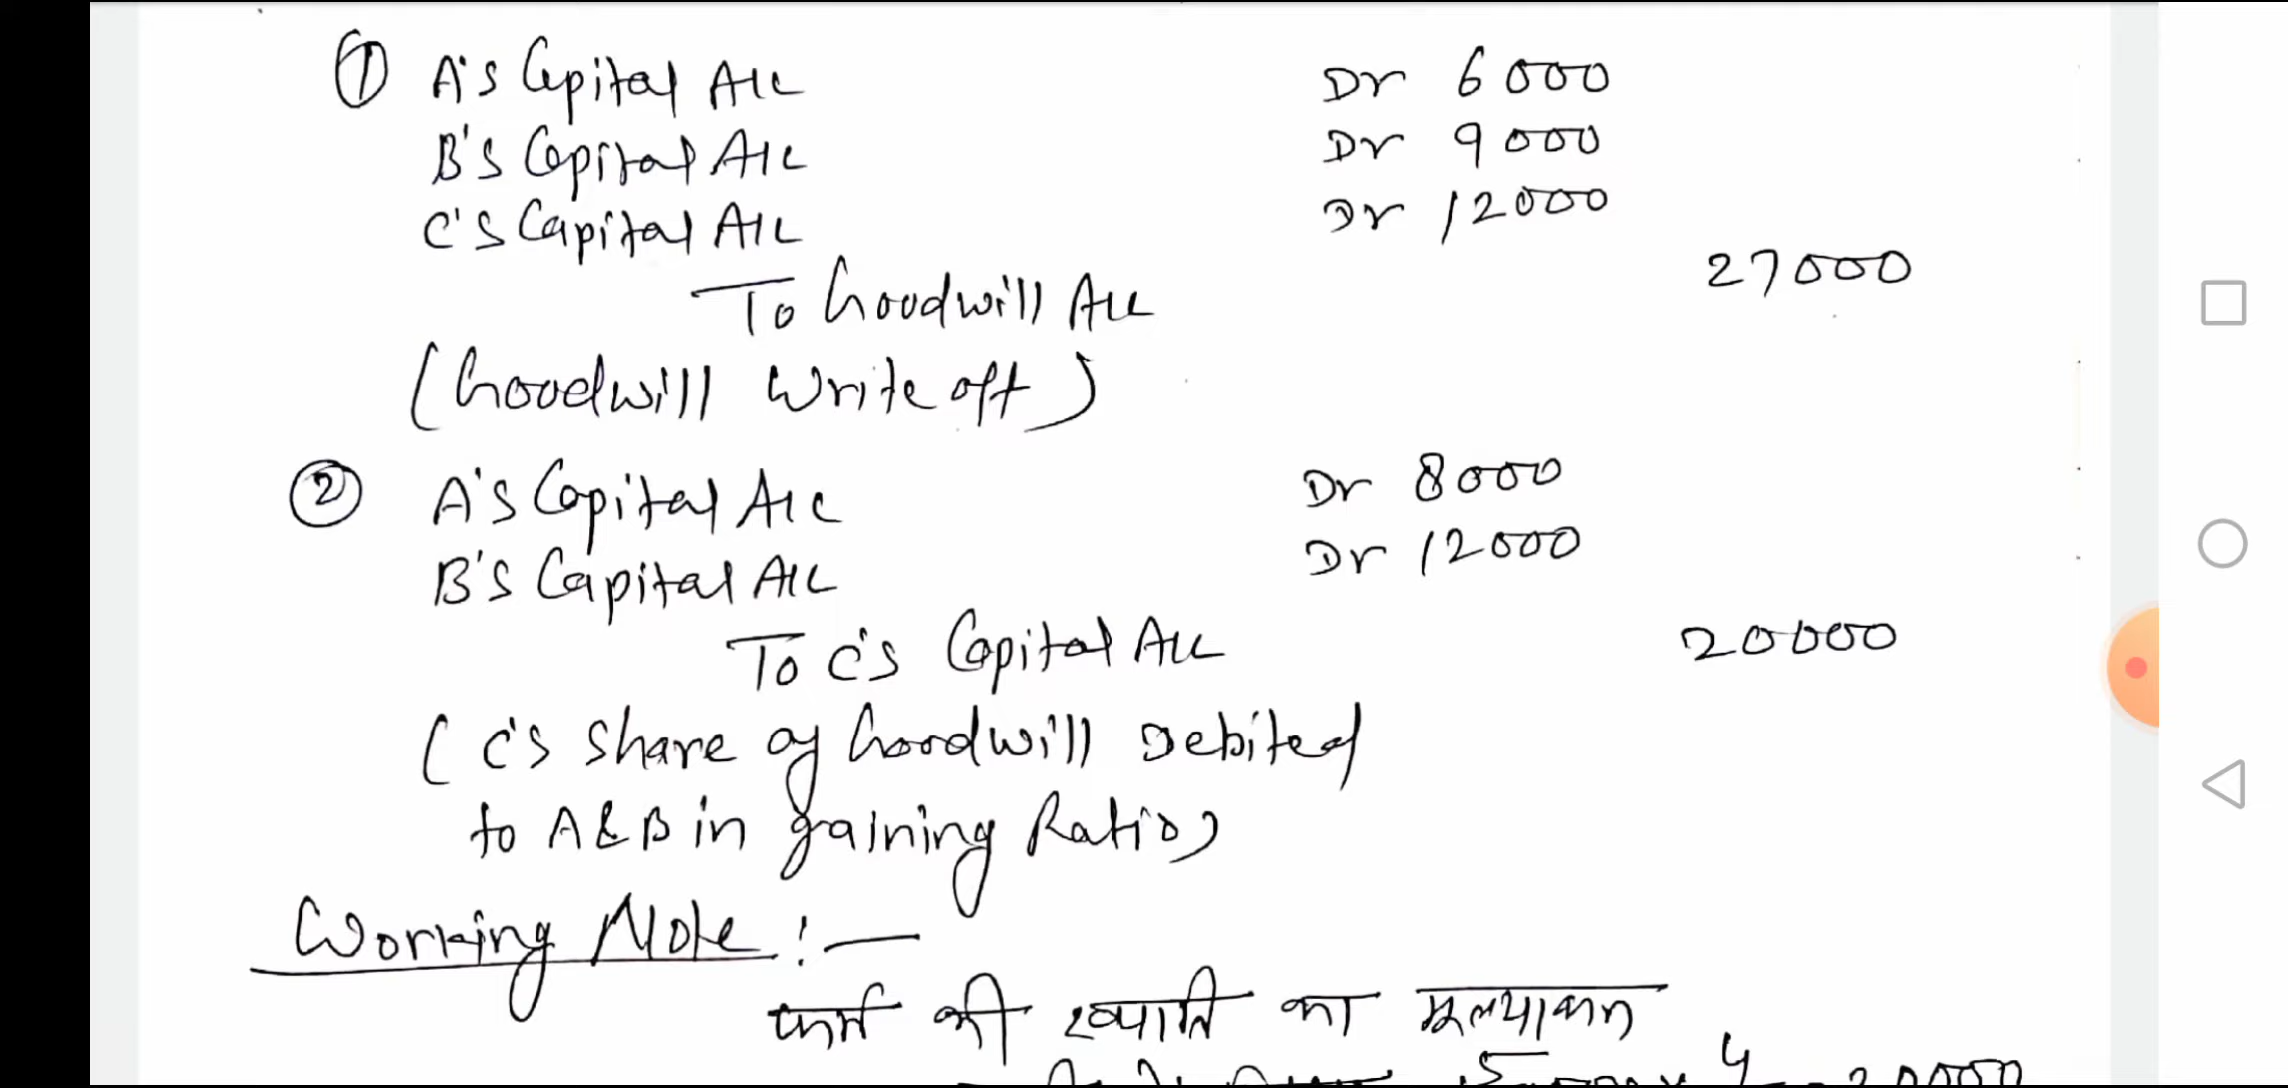 ① A's Capital A/c Dr 6000
B's Capital A/c Dr 9000
C's Capital A/c Dr 12000
To Goodwill A/c 27000
(Goodwill write off)
② A's Capital A/c Dr 8000
B's Capital A/c Dr 12000
To C's Capital A/c 20000
(C's share of Goodwill Debited
to A & B in gaining Ratio)
Working Note :—
फर्म की ख्याति का मूल्यांकन
4